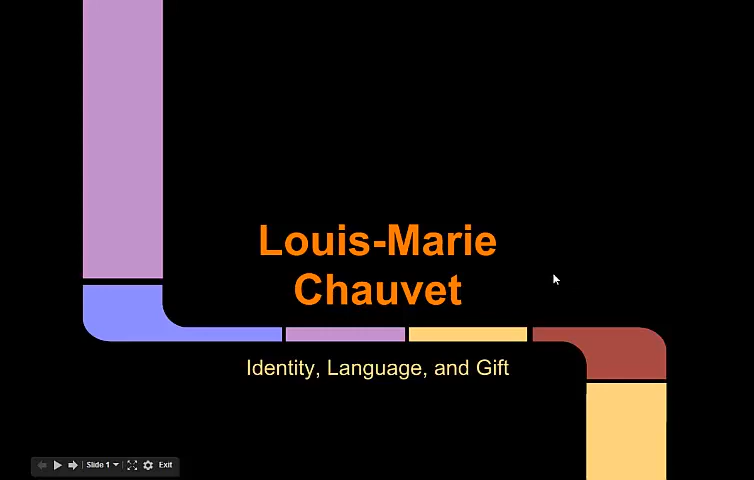 Louis-Marie
Chauvet
Identity, Language, and Gift
Slide 1
Exit